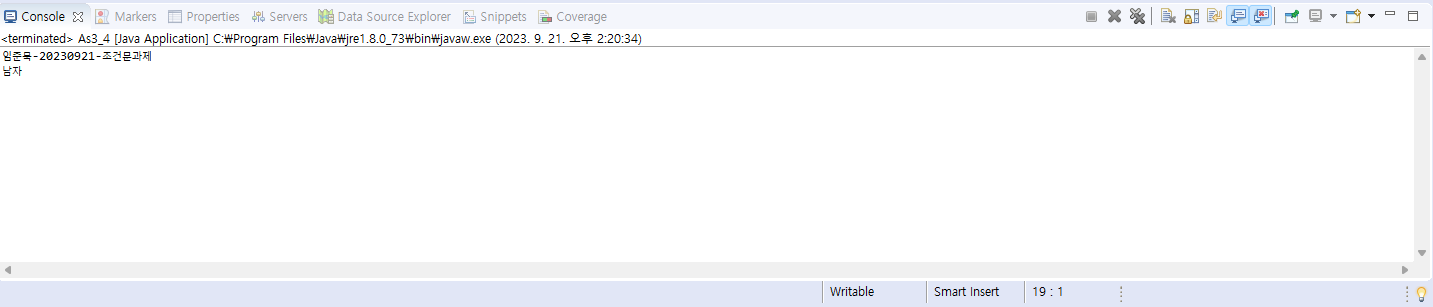 Console Markers Properties Servers Data Source Explorer Snippets Coverage
<terminated> As3_4 [Java Application] C:₩Program Files₩Java₩jre1.8.0_73₩bin₩javaw.exe (2023. 9. 21. 오후 2:20:34)
임준묵-20230921-조건문과제
남자
Writable Smart Insert 19 : 1